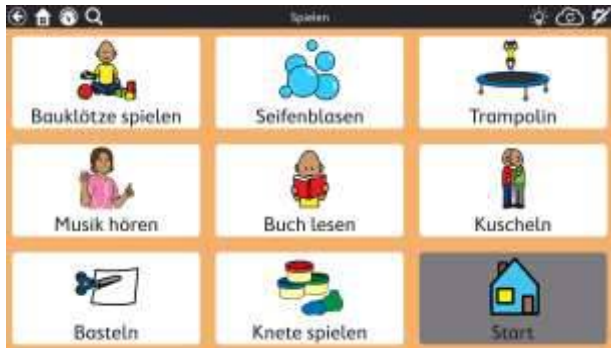 Spielen
Bauklötze spielen
Seifenblasen
Trampolin
Musik hören
Buch lesen
Kuscheln
Basteln
Knete spielen
Start